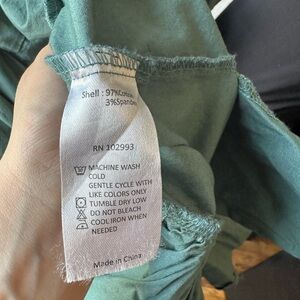 Shell : 97%Cotton
3%Spandex
RN 102993
MACHINE WASH
COLD
GENTLE CYCLE WITH
LIKE COLORS ONLY
TUMBLE DRY LOW
DO NOT BLEACH
COOL IRON WHEN
NEEDED
Made in China